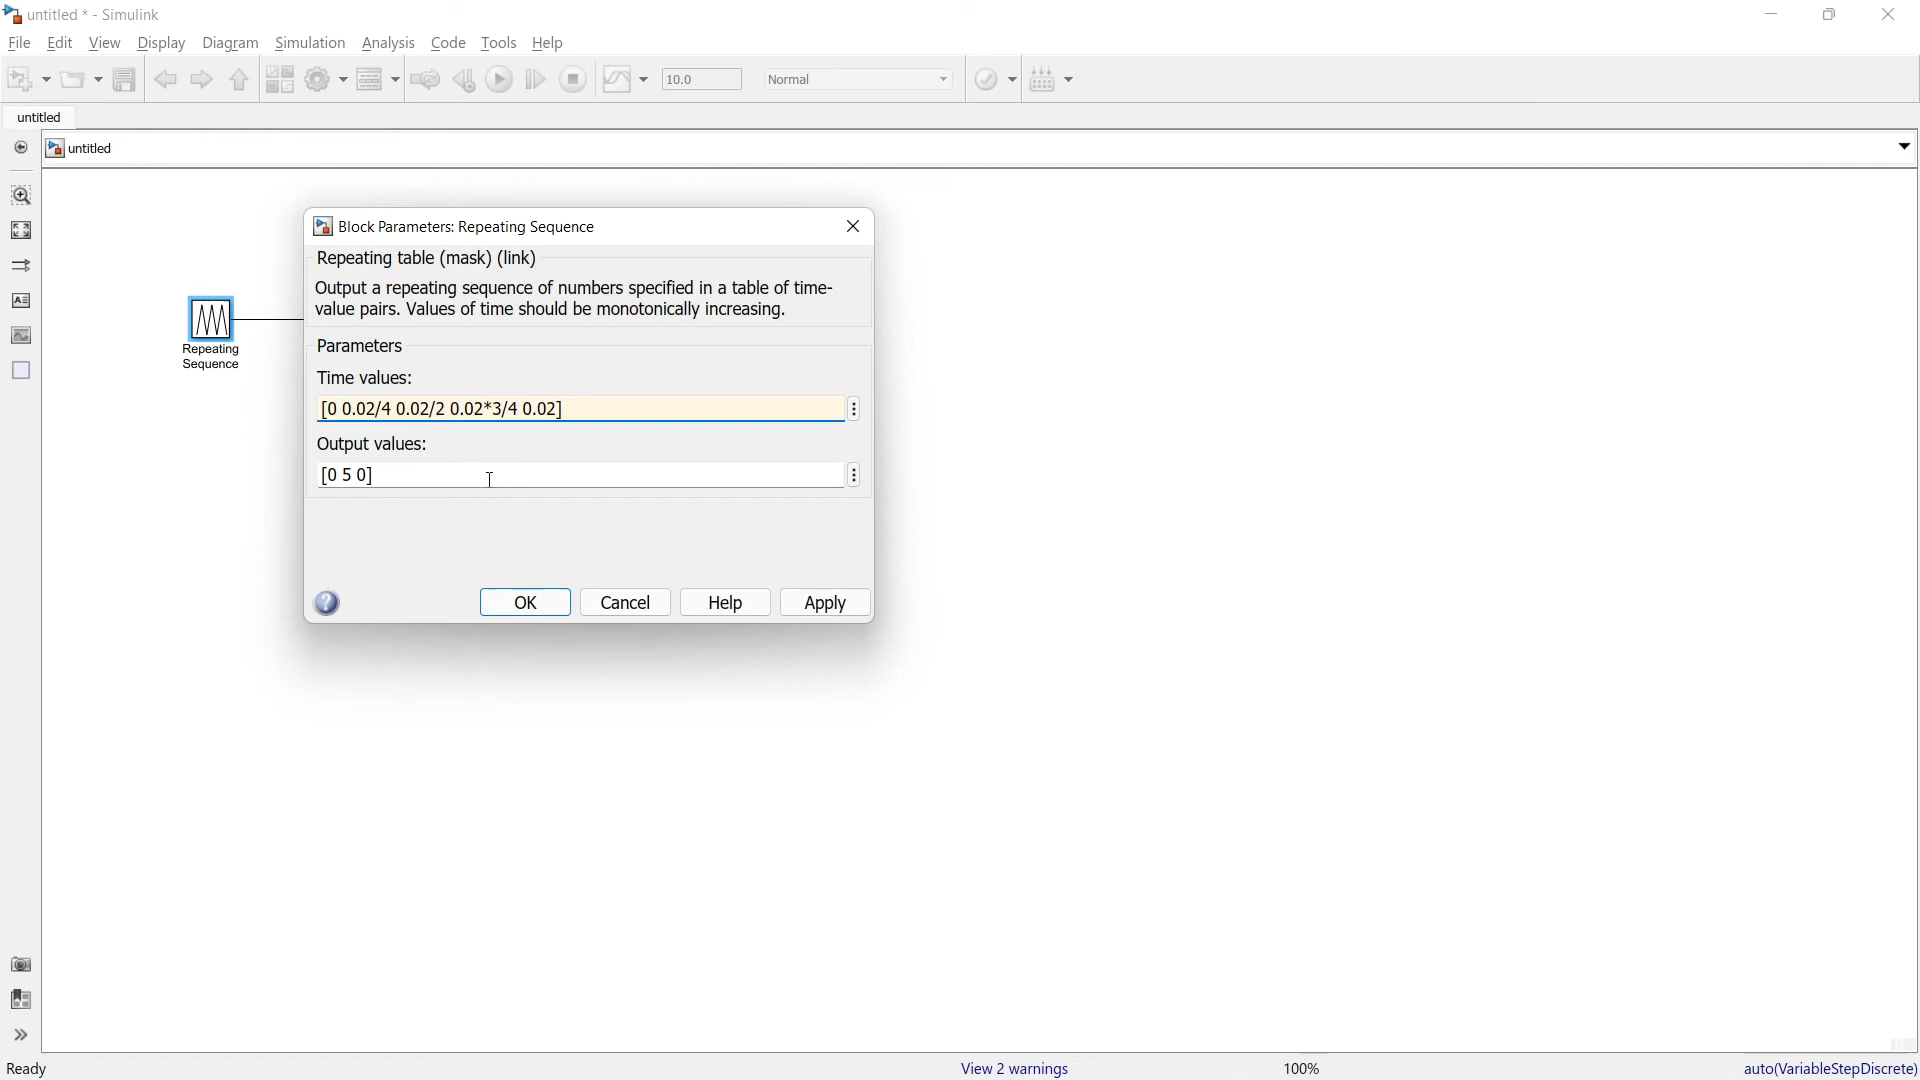 untitled * - Simulink
File Edit View Display Diagram Simulation Analysis Code Tools Help
10.0 Normal
untitled
untitled
Block Parameters: Repeating Sequence
Repeating table (mask) (link)
Output a repeating sequence of numbers specified in a table of time-
value pairs. Values of time should be monotonically increasing.
Repeating
Sequence
Parameters
Time values:
[0 0.02/4 0.02/2 0.02*3/4 0.02]
Output values:
[0 5 0]
OK Cancel Help Apply
Ready View 2 warnings 100% auto(VariableStepDiscrete)